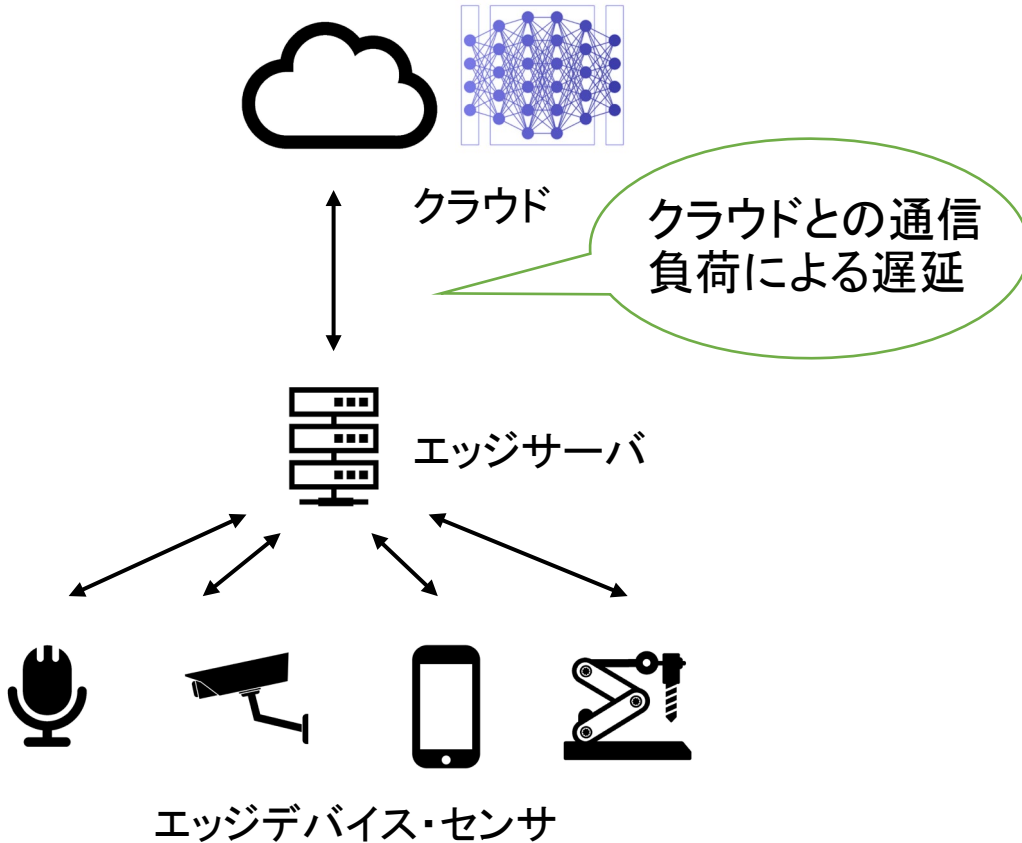 クラウド
クラウドとの通信
負荷による遅延
エッジサーバ
エッジデバイス・センサ